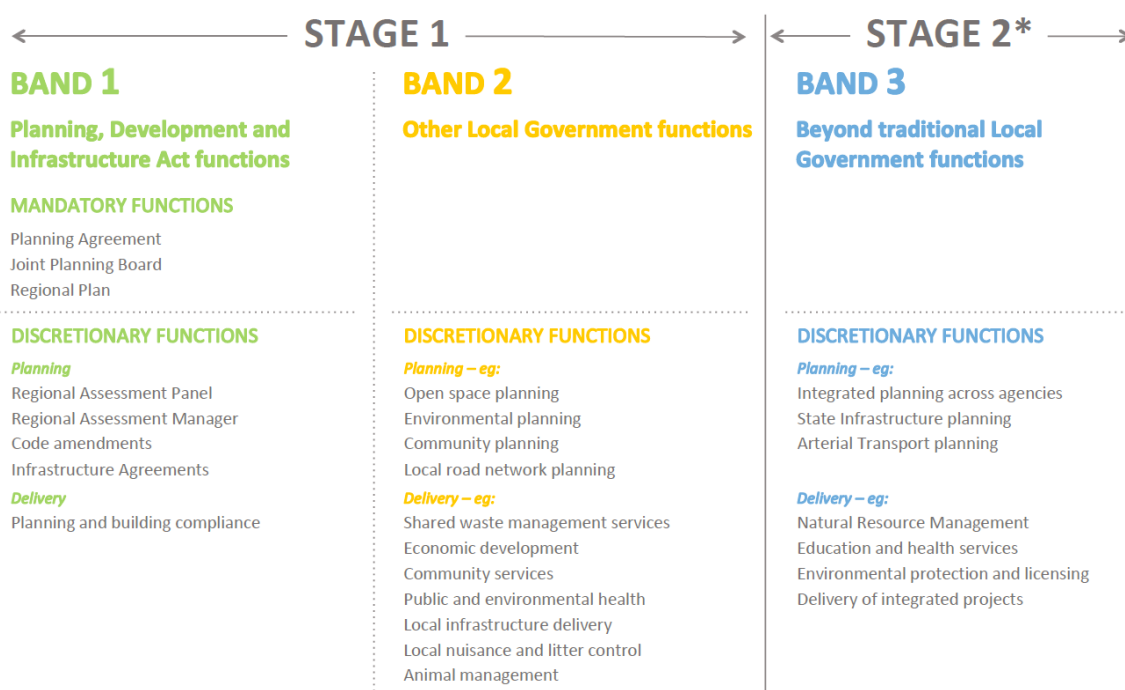 STAGE 1
STAGE 2*
BAND 1
Planning, Development and
Infrastructure Act functions
MANDATORY FUNCTIONS
Planning Agreement
Joint Planning Board
Regional Plan
DISCRETIONARY FUNCTIONS
Planning
Regional Assessment Panel
Regional Assessment Manager
Code amendments
Infrastructure Agreements
Delivery
Planning and building compliance
BAND 2
Other Local Government functions
DISCRETIONARY FUNCTIONS
Planning – eg:
Open space planning
Environmental planning
Community planning
Local road network planning
Delivery – eg:
Shared waste management services
Economic development
Community services
Public and environmental health
Local infrastructure delivery
Local nuisance and litter control
Animal management
BAND 3
Beyond traditional Local
Government functions
DISCRETIONARY FUNCTIONS
Planning – eg:
Integrated planning across agencies
State Infrastructure planning
Arterial Transport planning
Delivery – eg:
Natural Resource Management
Education and health services
Environmental protection and licensing
Delivery of integrated projects